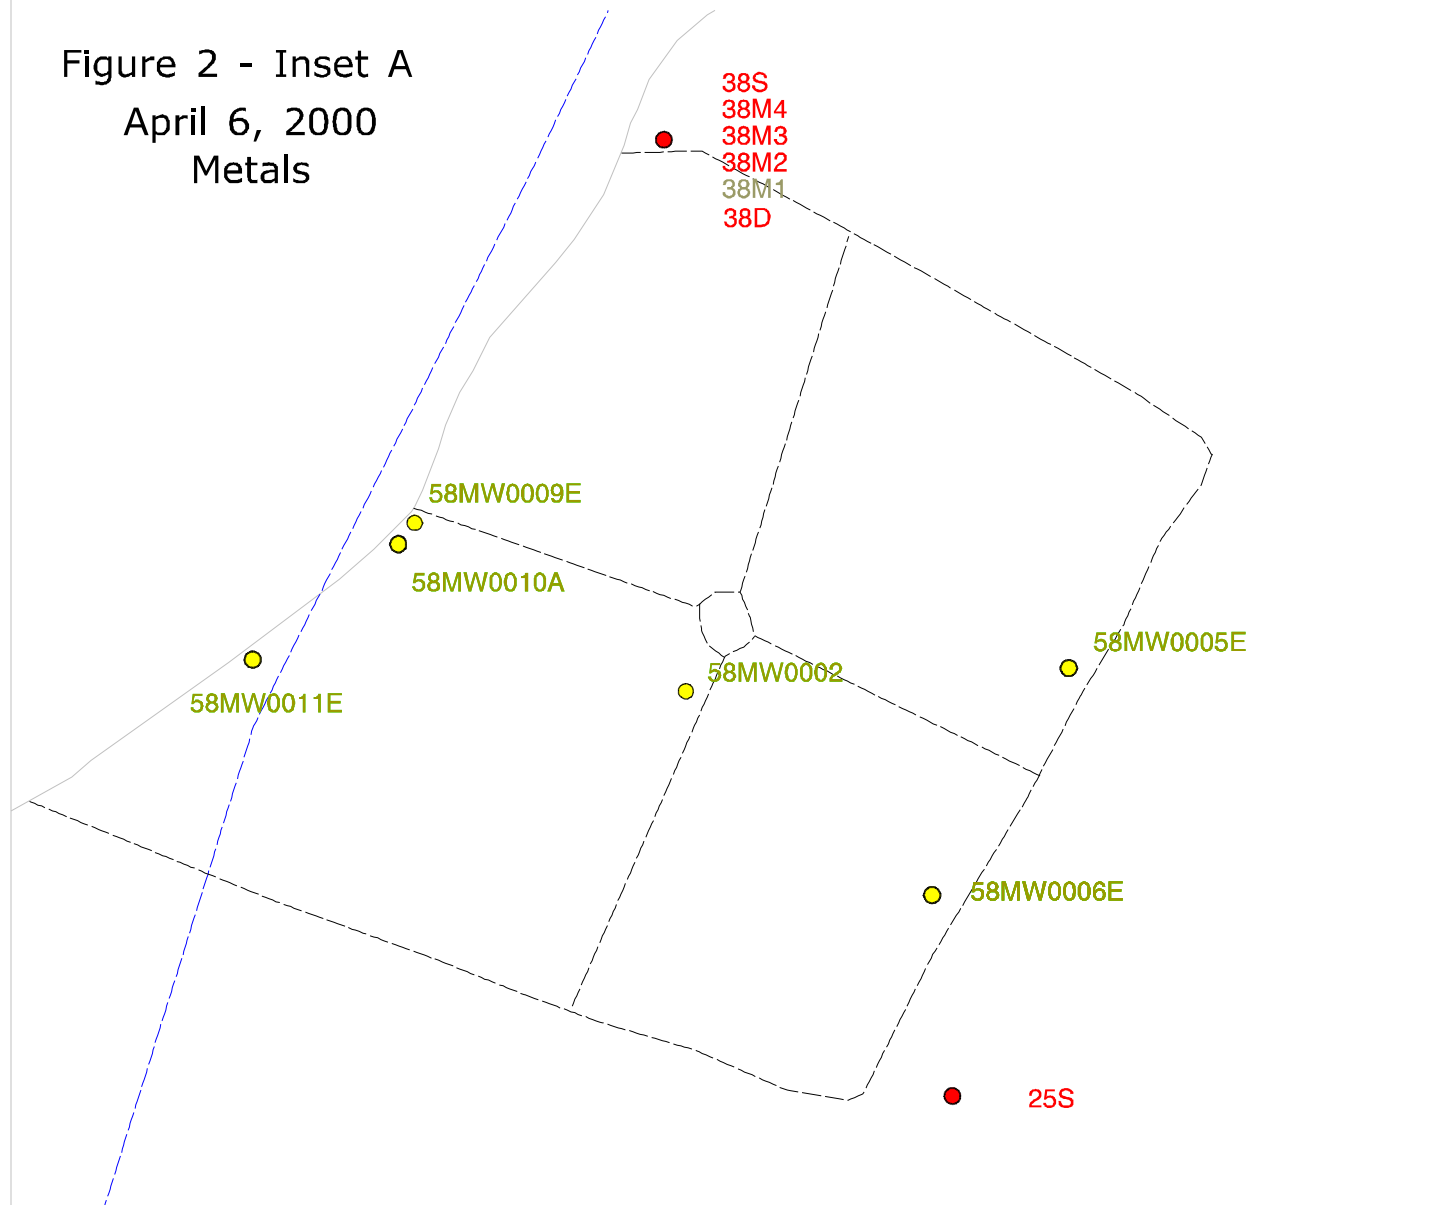 Figure 2 - Inset A
April 6, 2000
Metals
38S
38M4
38M3
38M2
38M1
38D
58MW0009E
58MW0010A
58MW0011E
58MW0002
58MW0005E
58MW0006E
25S